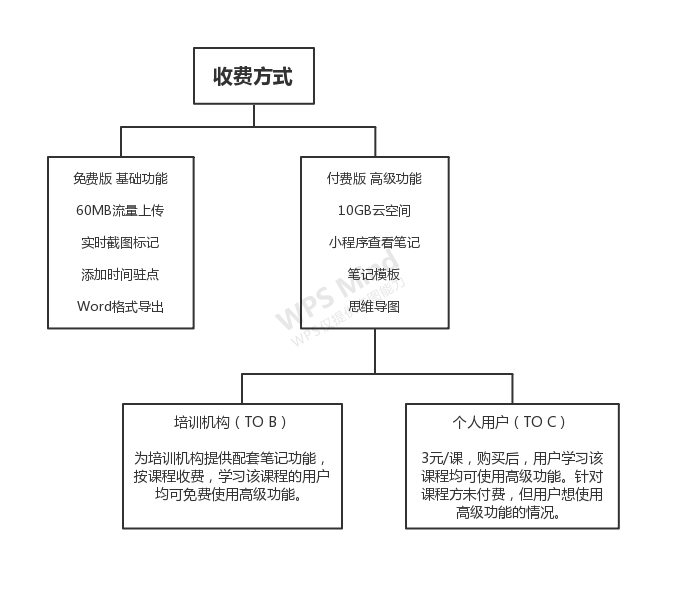 收费方式
免费版 基础功能
60MB流量上传
实时截图标记
添加时间驻点
Word格式导出
付费版 高级功能
10GB云空间
小程序查看笔记
笔记模板
思维导图
WPS Mind
培训机构（TO B）
为培训机构提供配套笔记功能，
按课程收费，学习该课程的用户
均可免费使用高级功能。
个人用户（TO C）
3元/课，购买后，用户学习该
课程均可使用高级功能。针对
课程方未付费，但用户想使用
高级功能的情况。